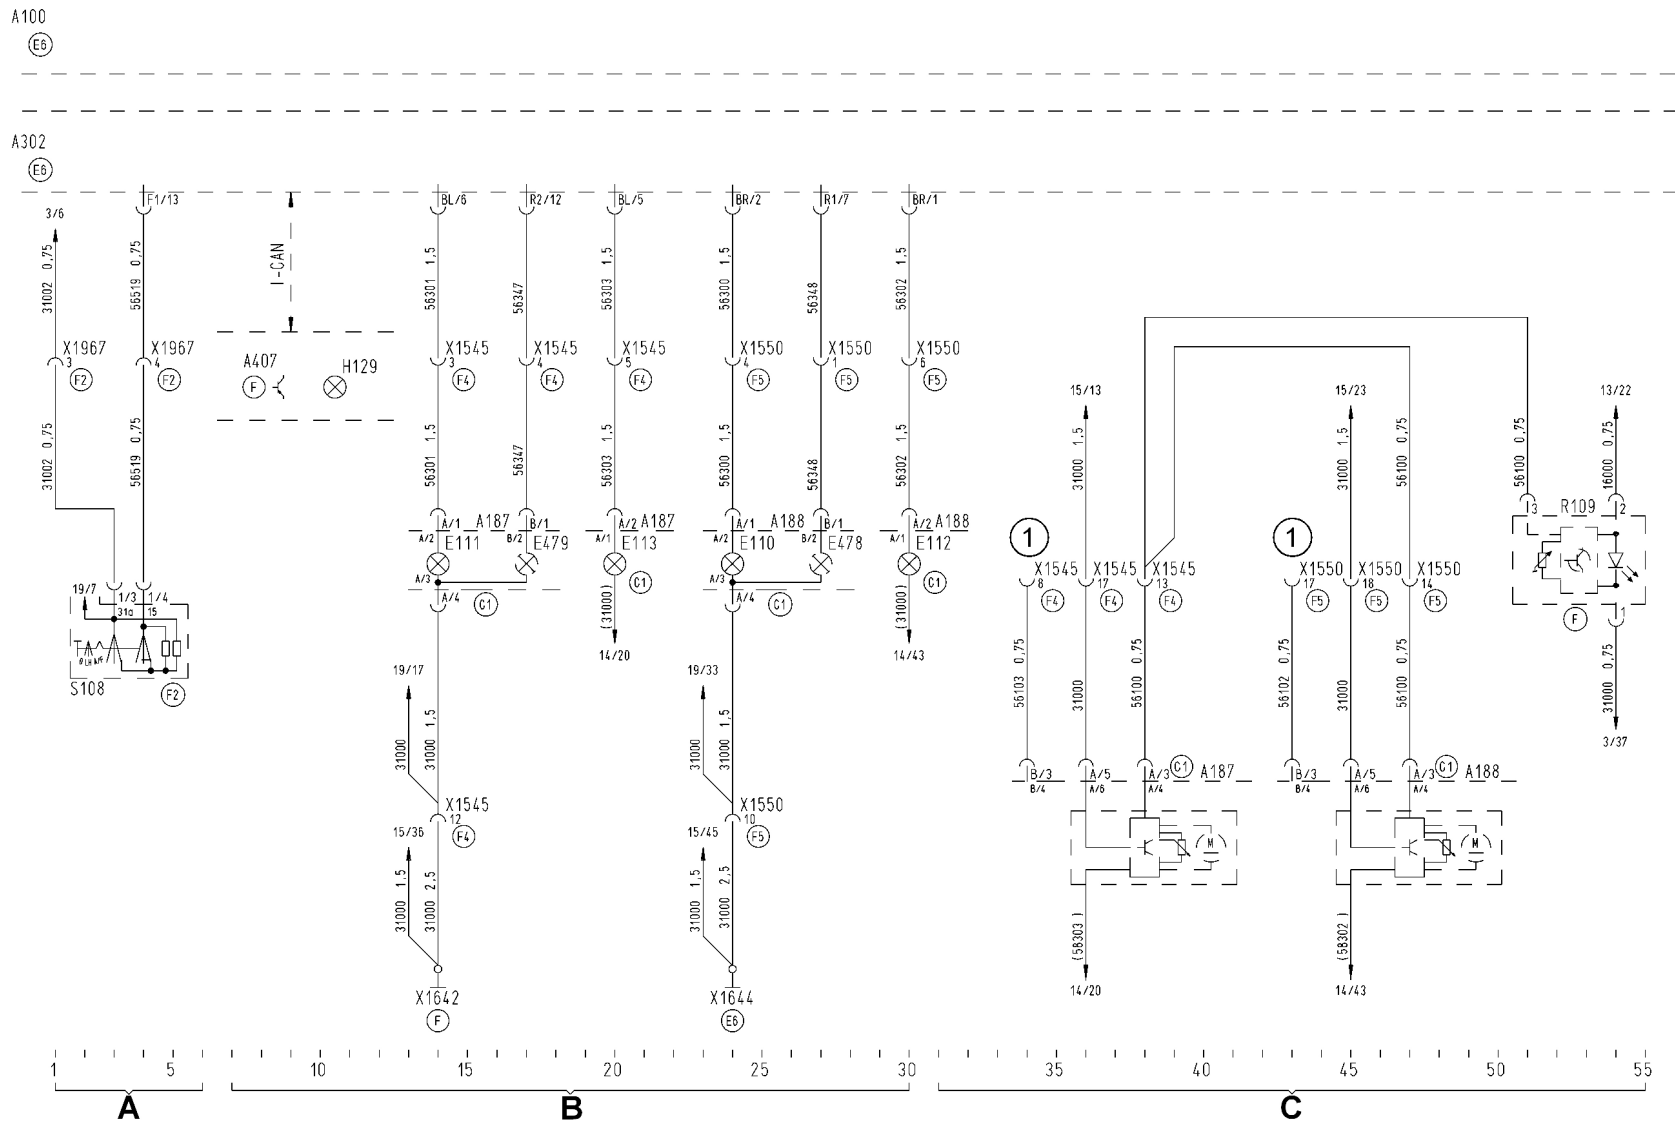 A100
E6
A302
E6
3/6
F1/13
I-CAN
BL/6
R2/12
BL/5
BR/2
R1/7
BR/1
31002 0,75
56519 0,75
56301 1,5
56347
56303 1,5
56300 1,5
56348
56302 1,5
X1967
3
F2
X1967
4
F2
A407
F
H129
X1545
3
F4
X1545
4
F4
X1545
5
F4
X1550
4
F5
X1550
1
F5
X1550
6
F5
15/13
15/23
13/22
31002 0,75
56519 0,75
56301 1,5
56347
56303 1,5
56300 1,5
56348
56302 1,5
31000 1,5
31000 1,5
56100 0,75
56100 0,75
16000 0,75
A/1 A187
A/2 E111
B/1
B/2 E479
A/2 A187
A/1 E113
A/1 A188
A/2 E110
B/1
B/2 E478
A/2 A188
A/1 E112
3
R109
2
1
1
A/3
A/4
C1
C1
A/3
A/4
C1
C1
X1545
8
F4
X1545
17
F4
X1545
13
F4
X1550
17
F5
X1550
18
F5
X1550
14
F5
F
1
19/7
1/3
1/4
31a
15
S108
F2
(31000)
14/20
(31000)
14/43
19/17
19/33
31000
31000 1,5
31000
31000 1,5
56103 0,75
31000
56100 0,75
56102 0,75
31000
56100 0,75
31000 0,75
3/37
B/3
B/4
A/5
A/6
A/3
A/4
C1
A187
B/3
B/4
A/5
A/6
A/3
A/4
C1
A188
X1545
12
F4
X1550
10
F5
15/36
15/45
M
M
31000 1,5
31000 2,5
31000 1,5
31000 2,5
(58303)
(58302)
14/20
14/43
X1642
F
X1644
E6
1 5 10 15 20 25 30 35 40 45 50 55
A B C